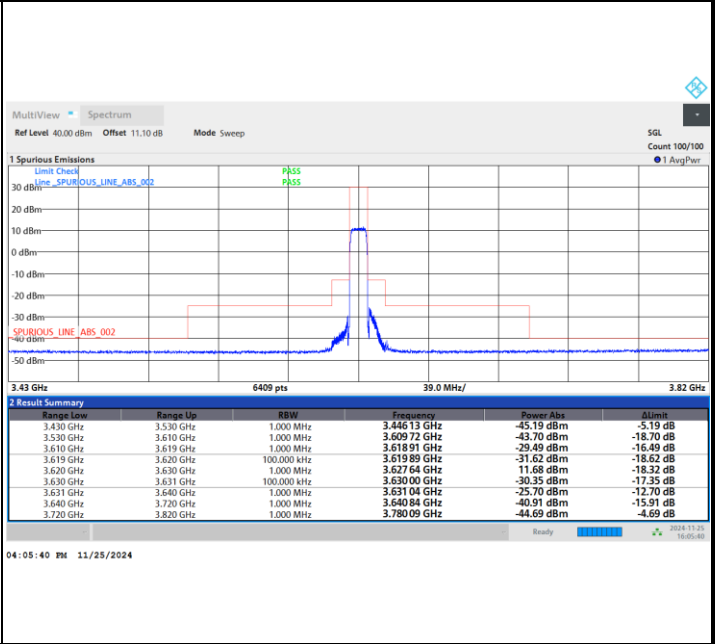 MultiView Spectrum
Ref Level 40.00 dBm Offset 11.10 dB Mode Sweep SGL
Count 100/100
1 Spurious Emissions 1 AvgPwr
Limit Check PASS
Line _SPURIOUS_LINE_ABS_002 PASS
30 dBm
20 dBm
10 dBm
0 dBm
-10 dBm
-20 dBm
-30 dBm
_SPURIOUS_LINE_ABS_002
-40 dBm
-50 dBm
3.43 GHz 6409 pts 39.0 MHz/ 3.82 GHz
2 Result Summary
Range Low Range Up RBW Frequency Power Abs ΔLimit
3.430 GHz 3.530 GHz 1.000 MHz 3.44613 GHz -45.19 dBm -5.19 dB
3.530 GHz 3.610 GHz 1.000 MHz 3.60972 GHz -43.70 dBm -18.70 dB
3.610 GHz 3.619 GHz 1.000 MHz 3.61891 GHz -29.49 dBm -16.49 dB
3.619 GHz 3.620 GHz 100.000 kHz 3.61989 GHz -31.62 dBm -18.62 dB
3.620 GHz 3.630 GHz 1.000 MHz 3.62764 GHz 11.68 dBm -18.32 dB
3.630 GHz 3.631 GHz 100.000 kHz 3.63000 GHz -30.35 dBm -17.35 dB
3.631 GHz 3.640 GHz 1.000 MHz 3.63104 GHz -25.70 dBm -12.70 dB
3.640 GHz 3.720 GHz 1.000 MHz 3.64084 GHz -40.91 dBm -15.91 dB
3.720 GHz 3.820 GHz 1.000 MHz 3.78009 GHz -44.69 dBm -4.69 dB
Ready 2024-11-25
16:05:40
04:05:40 PM 11/25/2024